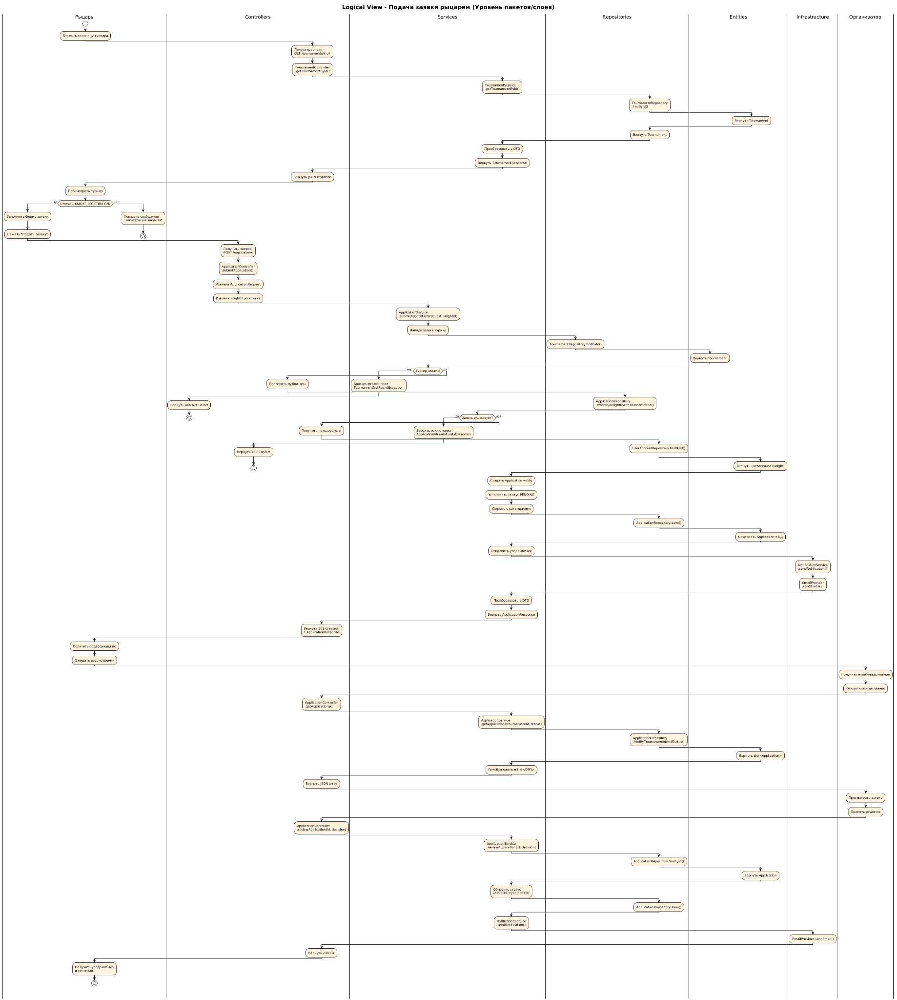 Logical View - Подача заявки рыцарем (Уровень пакетов/слоев)
Рыцарь
Controllers
Services
Repositories
Entities
Infrastructure
Организатор
Открыть страницу турнира
Получить запрос
GET /tournaments/{id}
TournamentController
.getTournamentById()
TournamentService
.getTournamentById()
TournamentRepository
.findById()
Вернуть Tournament
Вернуть Tournament
Преобразовать в DTO
Вернуть TournamentResponse
Вернуть JSON response
Просмотреть турнир
да
Статус = KNIGHT_REGISTRATION?
нет
Заполнить форму заявки
Показать сообщение
"Регистрация закрыта"
Нажать "Подать заявку"
Получить запрос
POST /applications
ApplicationController
.submitApplication()
Извлечь ApplicationRequest
Извлечь knightId из токена
ApplicationService
.submitApplication(request, knightId)
Валидировать турнир
TournamentRepository.findById()
Вернуть Tournament
нет
Турнир найден?
да
Проверить дубликаты
Бросить исключение
TournamentNotFoundException
Вернуть 404 Not Found
ApplicationRepository
.existsByKnightIdAndTournamentId()
да
Заявка существует?
нет
Получить пользователя
Бросить исключение
ApplicationAlreadyExistsException
Вернуть 409 Conflict
UserAccountRepository.findById()
Вернуть UserAccount (Knight)
Создать Application entity
Установить статус PENDING
Связать с категориями
ApplicationRepository.save()
Сохранить Application в БД
Отправить уведомление
NotificationService
.sendNotification()
EmailProvider
.sendEmail()
Преобразовать в DTO
Вернуть ApplicationResponse
Вернуть 201 Created
с ApplicationResponse
Получить подтверждение
Ожидать рассмотрения
Получить email-уведомление
Открыть список заявок
ApplicationController
.getApplications()
ApplicationService
.getApplications(tournamentId, status)
ApplicationRepository
.findByTournamentIdAndStatus()
Вернуть List<Application>
Преобразовать в List<DTO>
Вернуть JSON array
Просмотреть заявку
Принять решение
ApplicationController
.reviewApplication(id, decision)
ApplicationService
.reviewApplication(id, decision)
ApplicationRepository.findById()
Вернуть Application
Обновить статус
(APPROVED/REJECTED)
ApplicationRepository.save()
NotificationService
.sendNotification()
EmailProvider.sendEmail()
Вернуть 200 OK
Получить уведомление
о решении